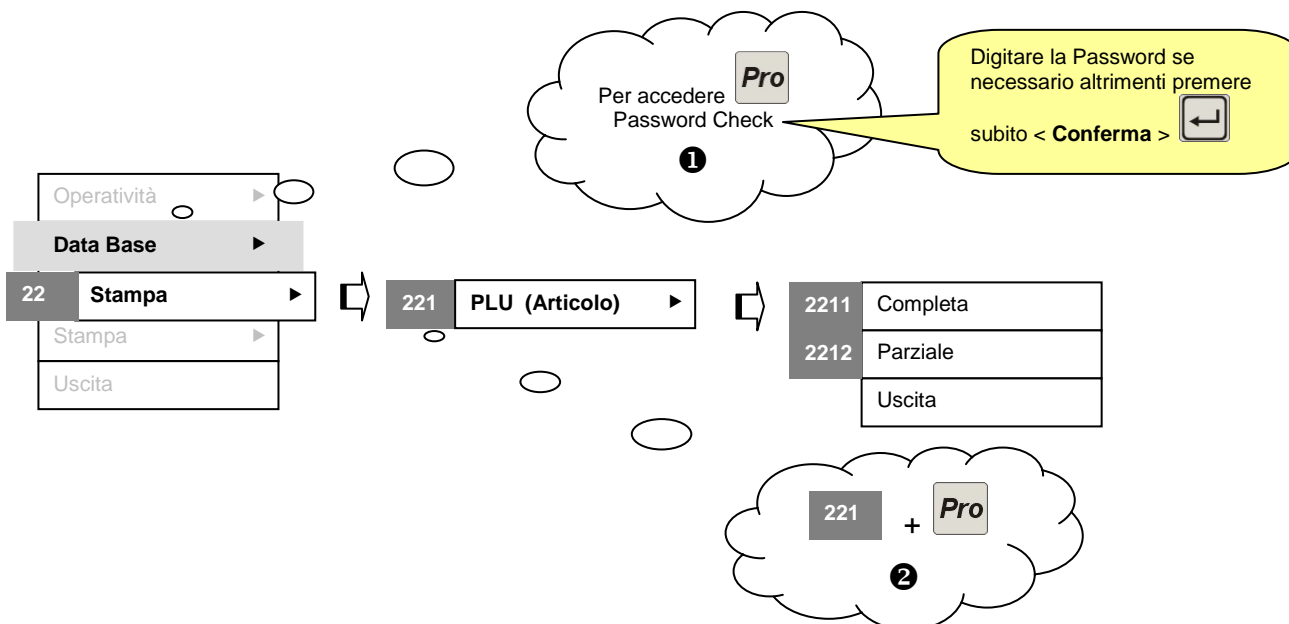 Per accedere Pro
Password Check
❶
Digitare la Password se
necessario altrimenti premere
subito < Conferma >
Operatività
Data Base
22 Stampa
Stampa
Uscita
221 PLU (Articolo)
2211 Completa
2212 Parziale
Uscita
221 + Pro
❷